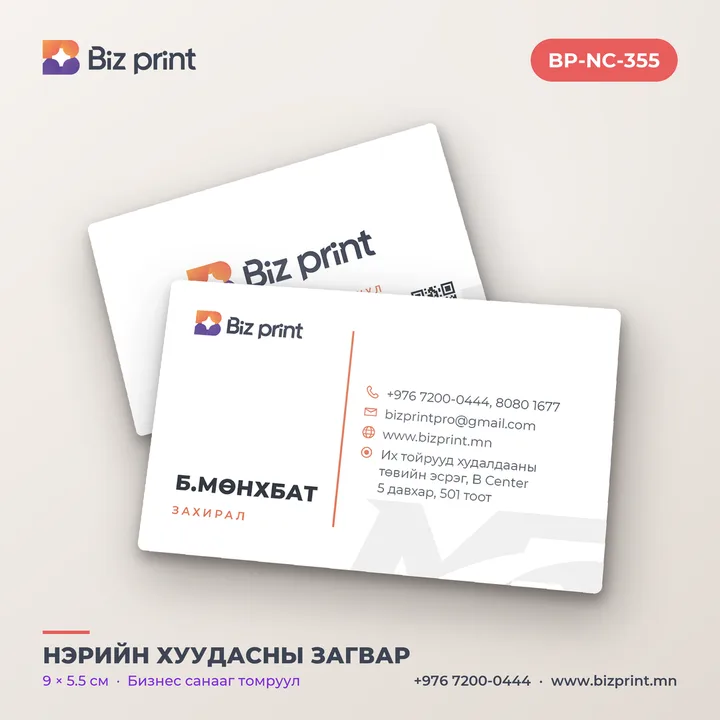 Biz print
BP-NC-355
Biz print
Biz print
+976 7200-0444, 8080 1677
bizprintpro@gmail.com
www.bizprint.mn
Их тойрууд худалдааны
төвийн эсрэг, B Center
5 давхар, 501 тоот
Б.МӨНХБАТ
ЗАХИРАЛ
НЭРИЙН ХУУДАСНЫ ЗАГВАР
9 × 5.5 см · Бизнес санааг томруул
+976 7200-0444 · www.bizprint.mn